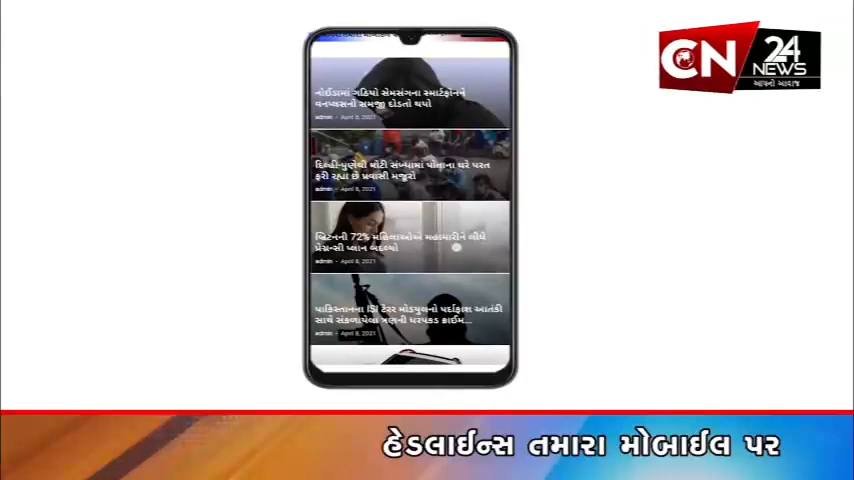 CN 24 NEWS
આપનો આવાજ
નોઈડામાં ગઠિયો સેમસંગના સ્માર્ટફોનને
વનપ્લસનો સમજી દોડતો થયો
admin - April 8, 2021
દિલ્હી-પુણેથી મોટી સંખ્યામાં પોતાના ઘરે પરત
ફરી રહ્યા છે પ્રવાસી મજૂરો
admin - April 8, 2021
બ્રિટનની 72% મહિલાઓએ મહામારીને લીધે
પ્રેગ્નન્સી પ્લાન બદલ્યો
admin - April 8, 2021
પાકિસ્તાનના ISI ટેરર મોડ્યુલનો પર્દાફાશ આતંકી
સાથે સંકળાયેલા ત્રણની ધરપકડ ક્રાઈમ...
admin - April 8, 2021
હેડલાઈન્સ તમારા મોબાઈલ પર